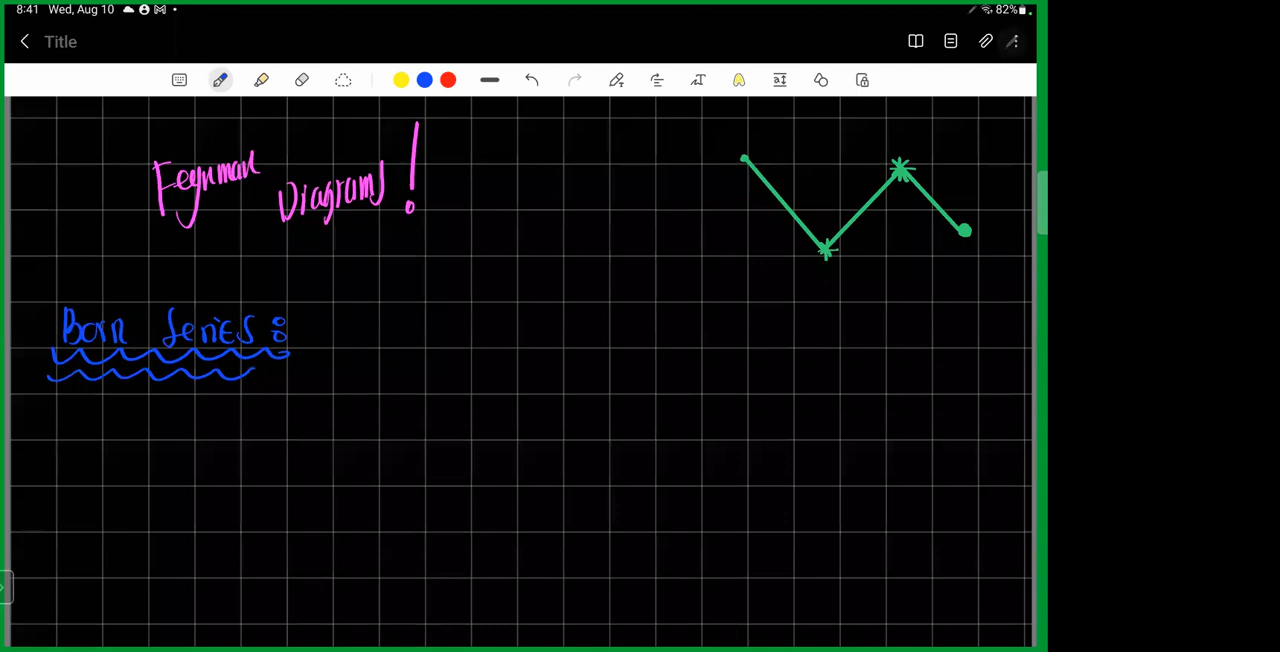 8:41 Wed, Aug 10
82%
Title
Feynman Diagrams!
Born Series: